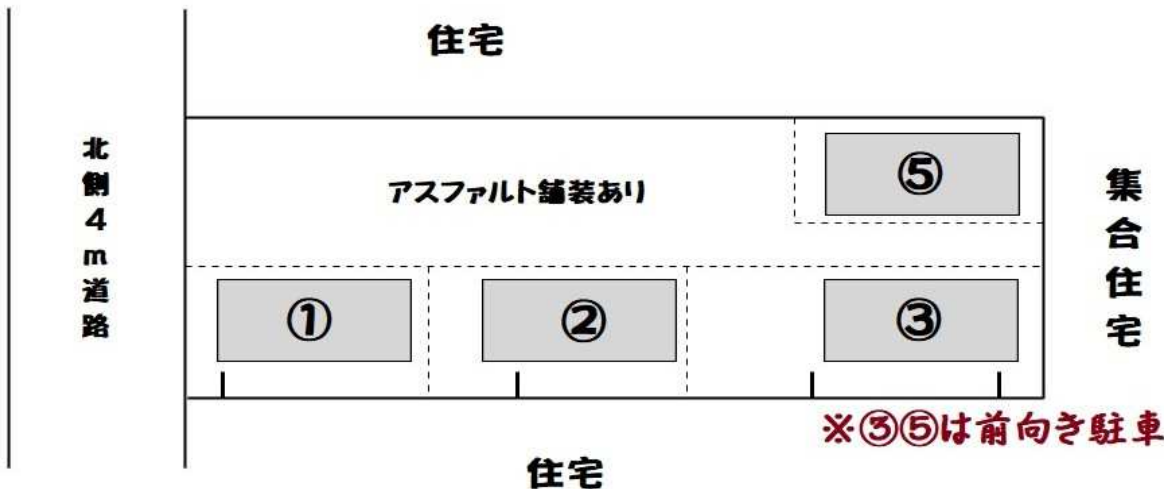 住宅
北側4m道路
アスファルト舗装あり
⑤
集合住宅
①
②
③
※③⑤は前向き駐車
住宅